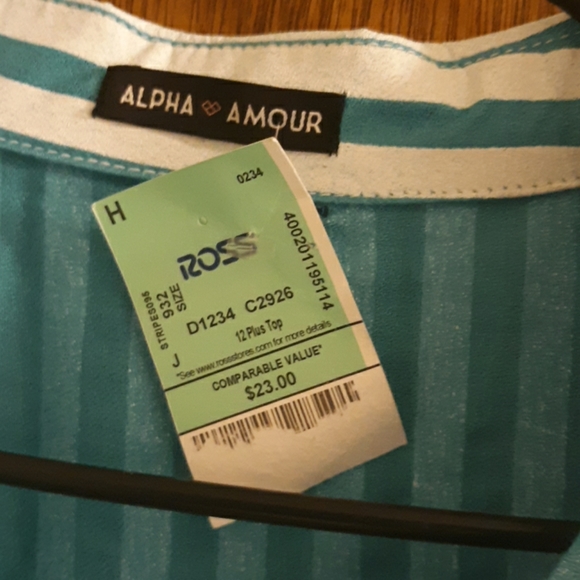 ALPHA AMOUR
H
0234
ROSS
400201195114
STRIPES095
932
SIZE
D1234 C2926
12 Plus Top
J
*See www.rossstores.com for more details
COMPARABLE VALUE*
$23.00